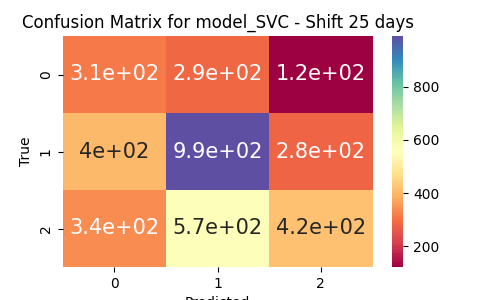 Confusion Matrix for model_SVC - Shift 25 days
0 3.1e+02 2.9e+02 1.2e+02
1 4e+02 9.9e+02 2.8e+02
2 3.4e+02 5.7e+02 4.2e+02
True
0 1 2
Predicted
800
600
400
200